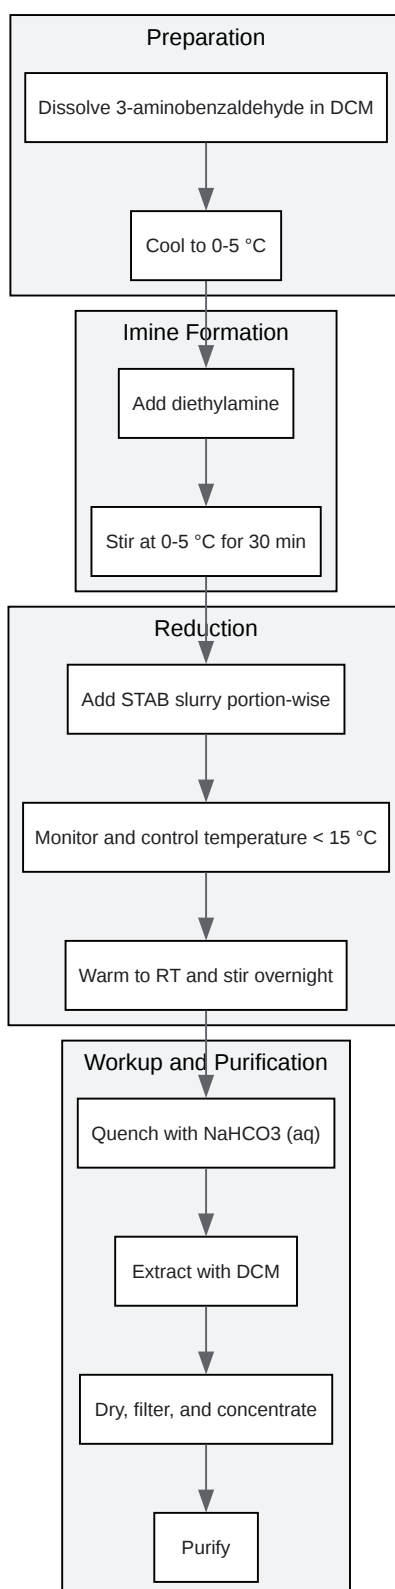 Preparation
Dissolve 3-aminobenzaldehyde in DCM
Cool to 0-5 °C
Imine Formation
Add diethylamine
Stir at 0-5 °C for 30 min
Reduction
Add STAB slurry portion-wise
Monitor and control temperature < 15 °C
Warm to RT and stir overnight
Workup and Purification
Quench with NaHCO3 (aq)
Extract with DCM
Dry, filter, and concentrate
Purify